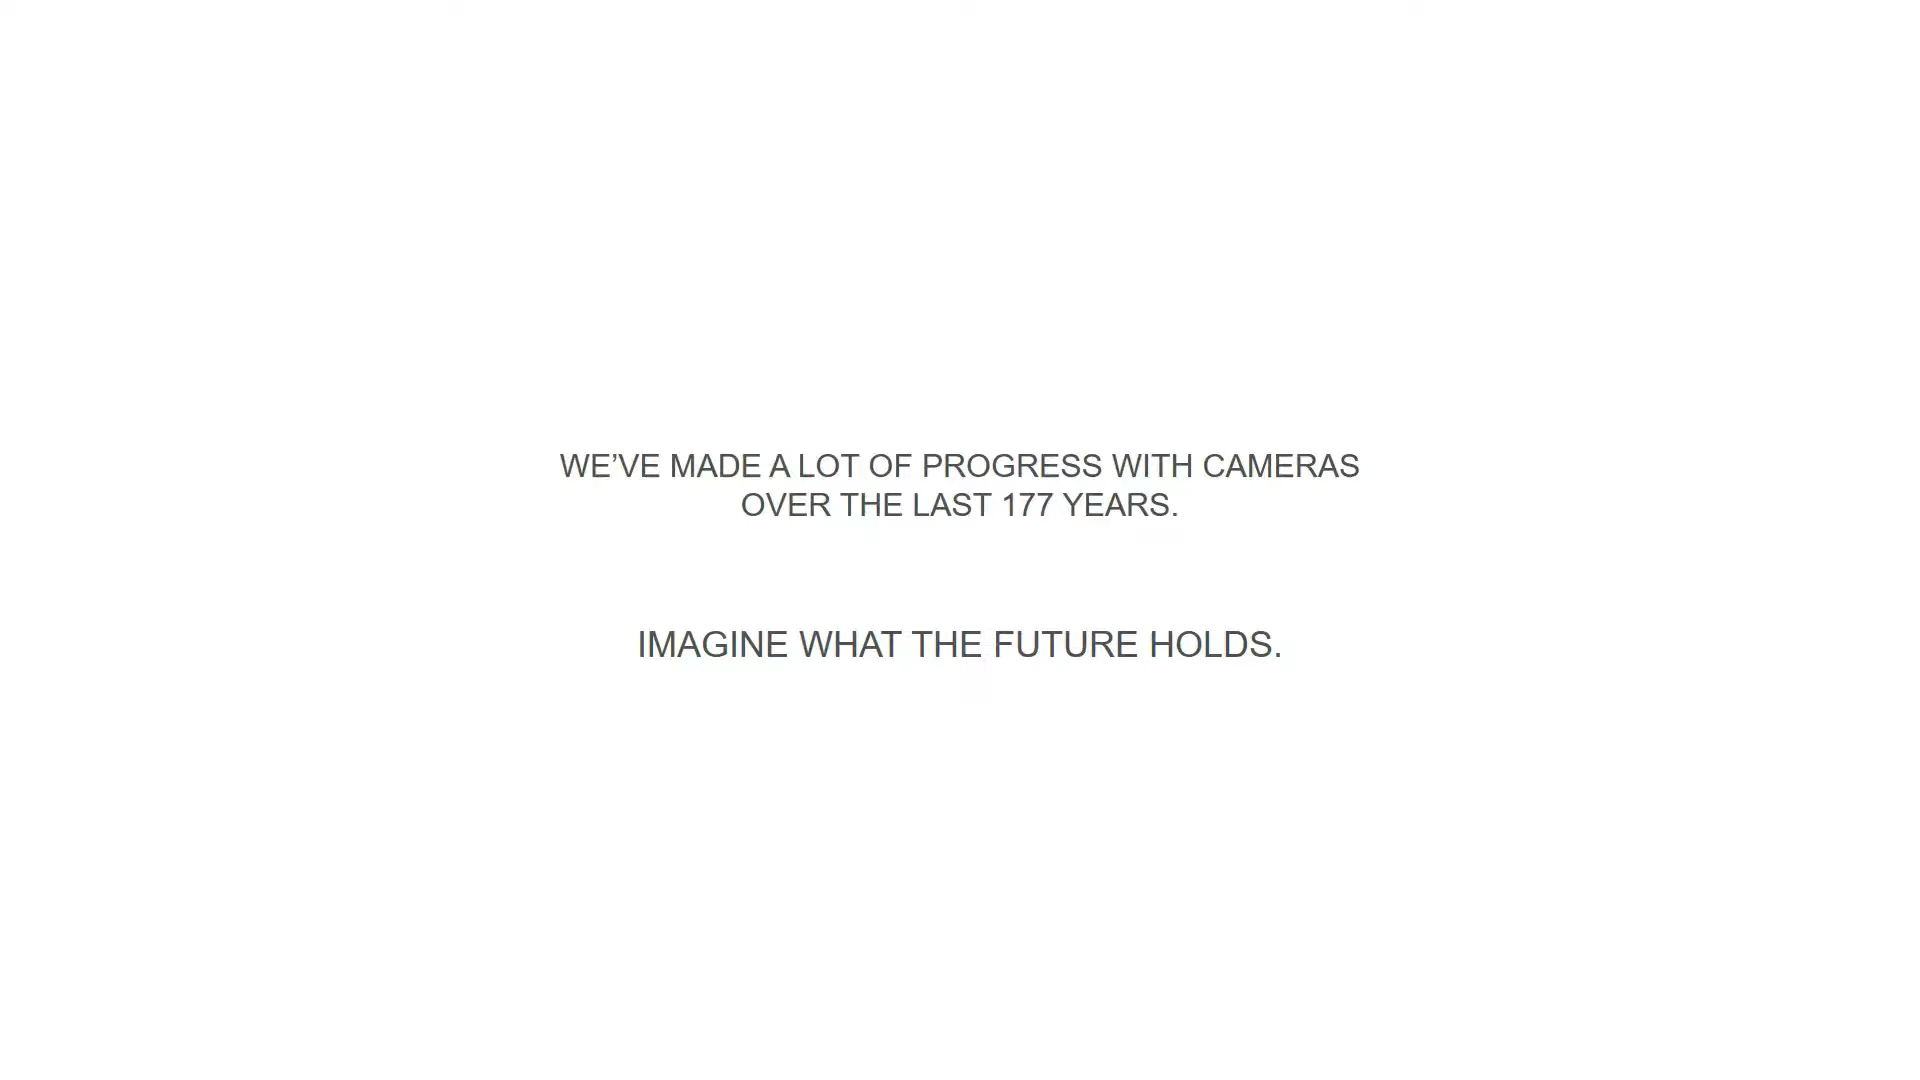 WE’VE MADE A LOT OF PROGRESS WITH CAMERAS
OVER THE LAST 177 YEARS.
IMAGINE WHAT THE FUTURE HOLDS.